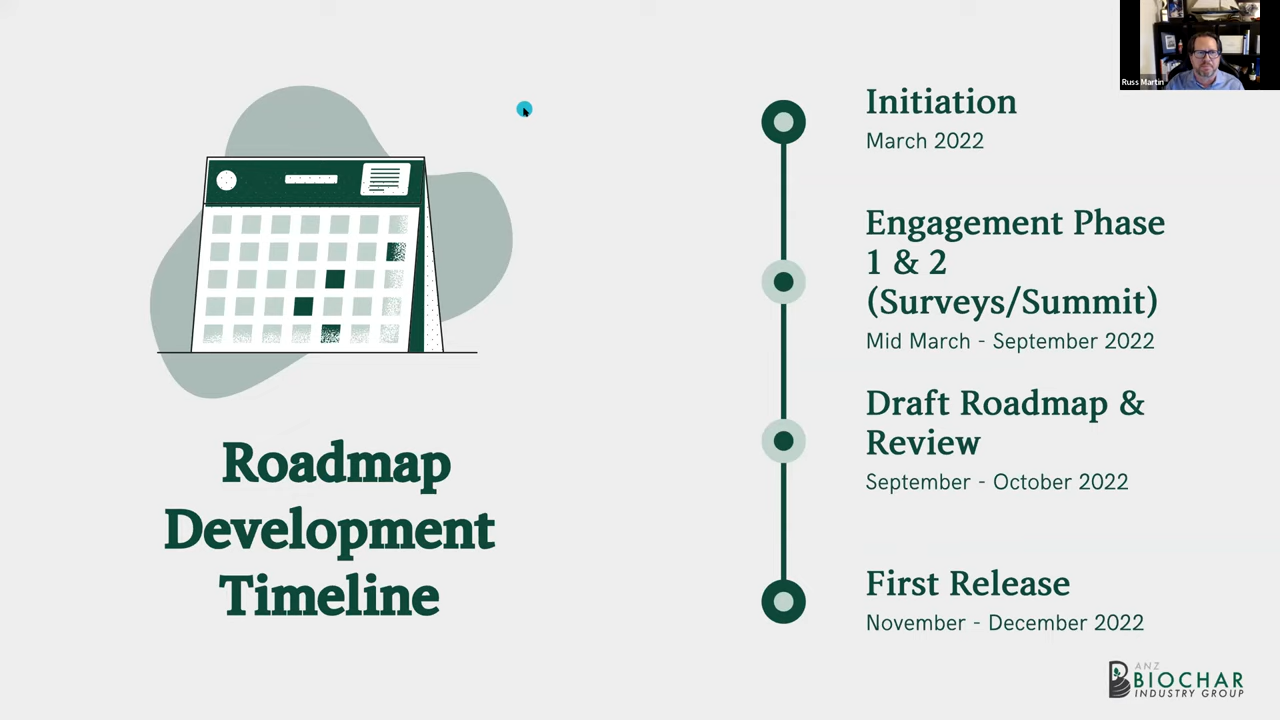 Russ Martin
Initiation
March 2022
Engagement Phase
1 & 2
(Surveys/Summit)
Mid March - September 2022
Draft Roadmap &
Review
September - October 2022
First Release
November - December 2022
Roadmap
Development
Timeline
ANZ
BIOCHAR
INDUSTRY GROUP